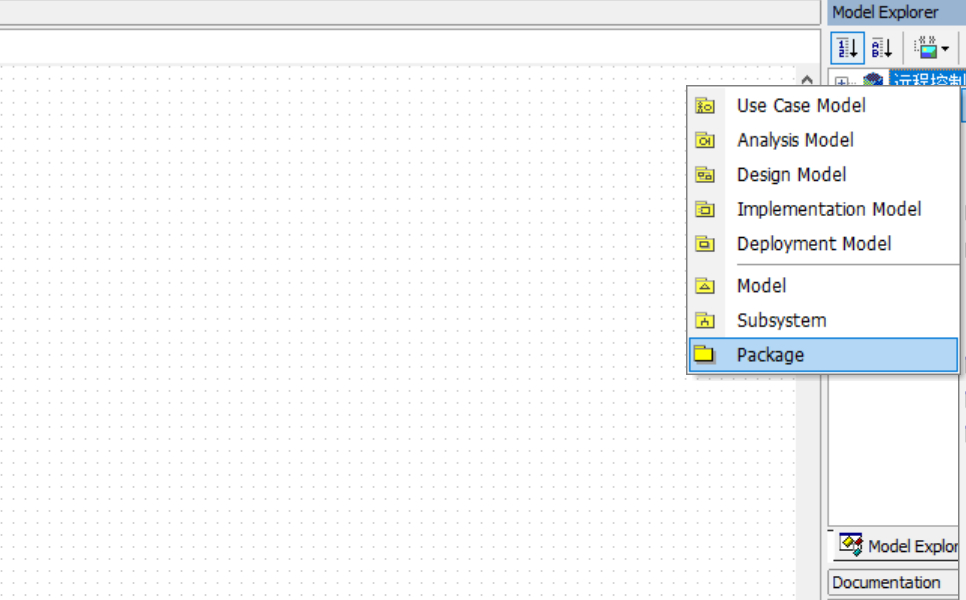 Model Explorer
远程控制
Use Case Model
Analysis Model
Design Model
Implementation Model
Deployment Model
Model
Subsystem
Package
Model Explor
Documentation